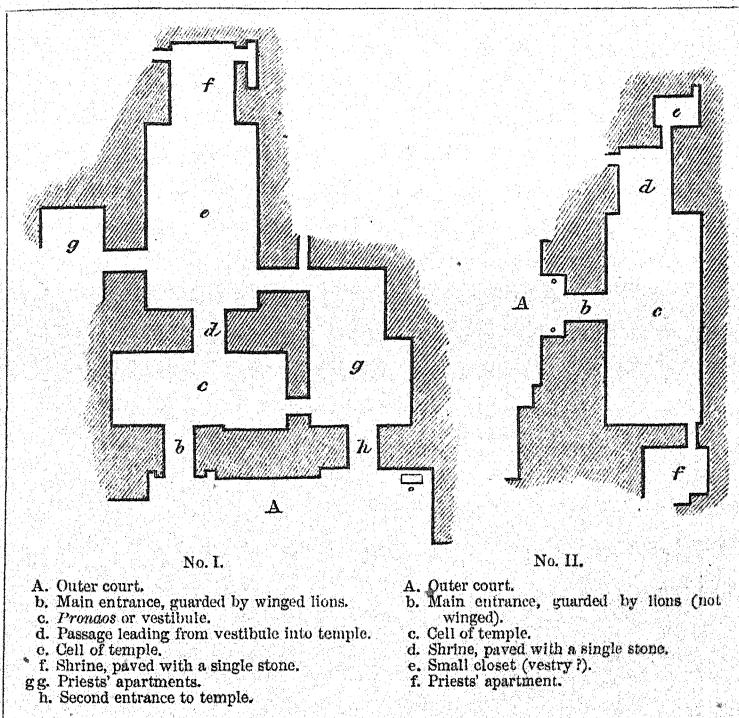 f
e
g
d
g
c
b
h
A
e
d
A
b
c
f
No. I.
A. Outer court.
b. Main entrance, guarded by winged lions.
c. Pronaos or vestibule.
d. Passage leading from vestibule into temple.
e. Cell of temple.
f. Shrine, paved with a single stone.
g g. Priests' apartments.
h. Second entrance to temple.
No. II.
A. Outer court.
b. Main entrance, guarded by lions (not
winged).
c. Cell of temple.
d. Shrine, paved with a single stone.
e. Small closet (vestry?).
f. Priests' apartment.